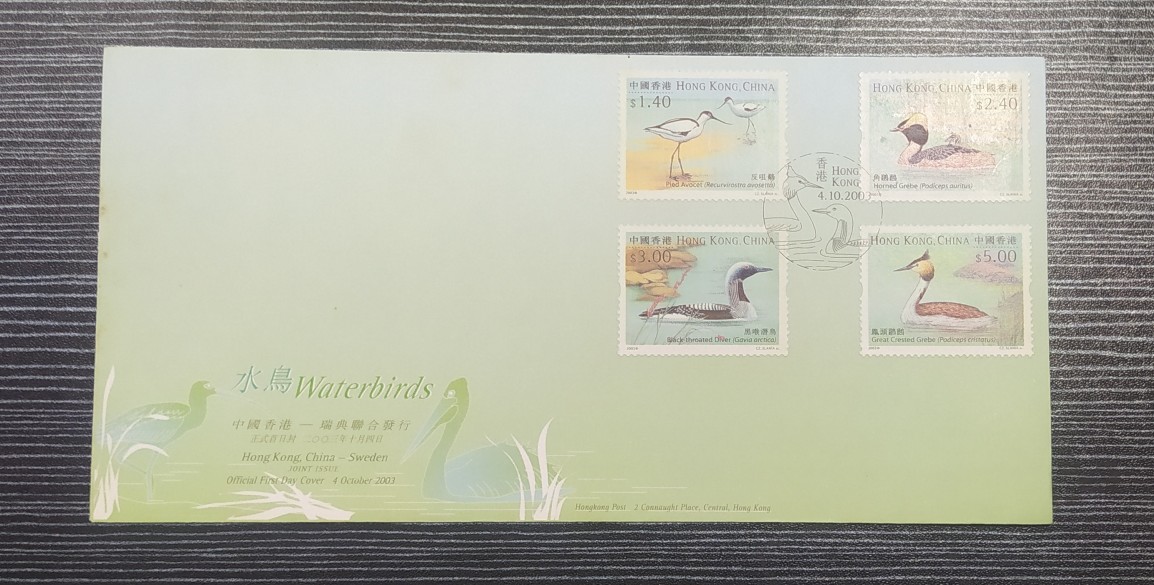 中國香港 HONG KONG, CHINA
$1.40
反咀鷸
Pied Avocet (Recurvirostra avosetta)
HONG KONG, CHINA 中國香港
$2.40
角鸊鷉
Horned Grebe (Podiceps auritus)
香港 HONG KONG
4.10.2003
中國香港 HONG KONG, CHINA
$3.00
黑喉潛鳥
Black-throated Diver (Gavia arctica)
HONG KONG, CHINA 中國香港
$5.00
鳳頭鸊鷉
Great Crested Grebe (Podiceps cristatus)
水鳥 Waterbirds
中國香港 — 瑞典聯合發行
正式首日封 二〇〇三年十月四日
Hong Kong, China – Sweden
JOINT ISSUE
Official First Day Cover 4 October 2003
Hongkong Post 2 Connaught Place, Central, Hong Kong